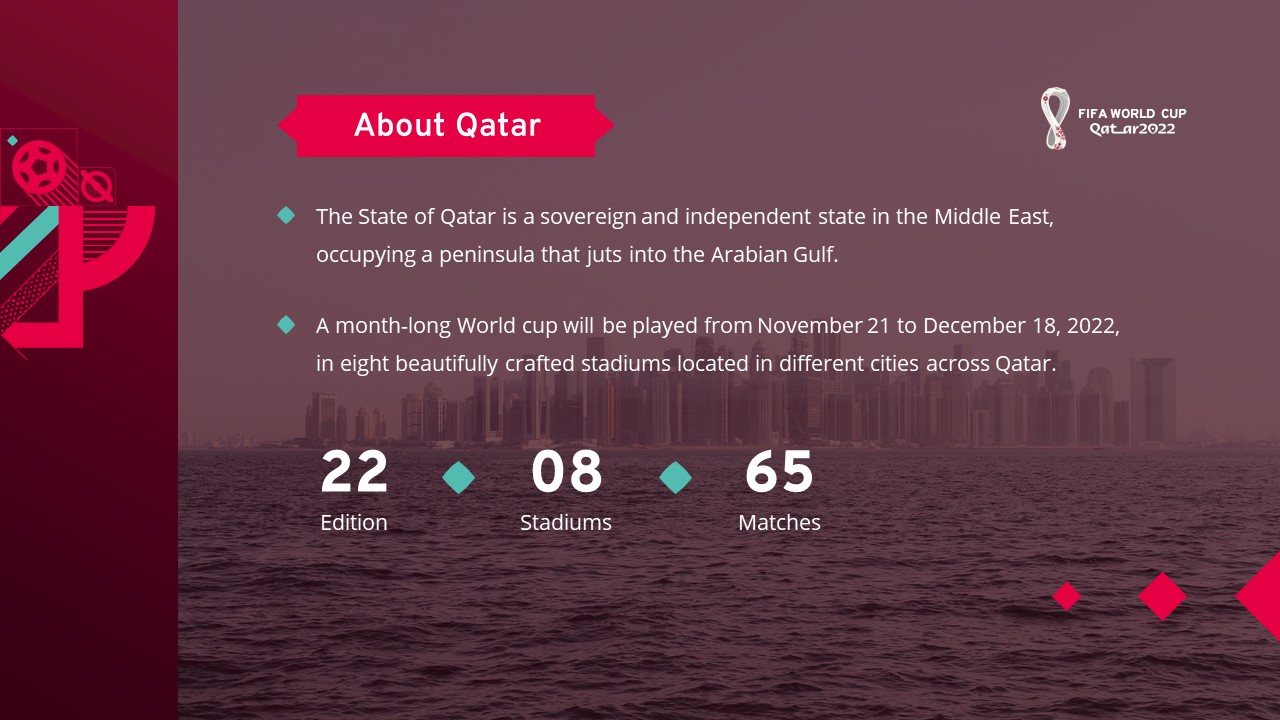 About Qatar
FIFA WORLD CUP
Qatar2022
The State of Qatar is a sovereign and independent state in the Middle East,
occupying a peninsula that juts into the Arabian Gulf.
A month-long World cup will be played from November 21 to December 18, 2022,
in eight beautifully crafted stadiums located in different cities across Qatar.
22 08 65
Edition Stadiums Matches